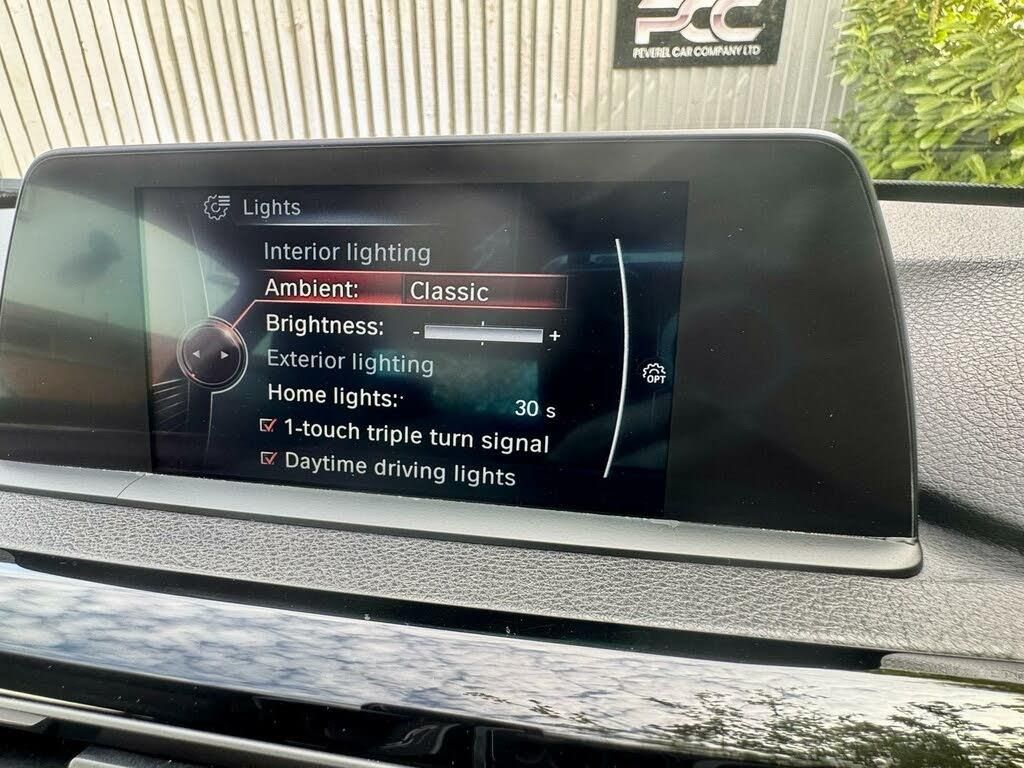 PCC
PEVEREL CAR COMPANY LTD
Lights
Interior lighting
Ambient: Classic
Brightness: - +
Exterior lighting
Home lights: 30 s
1-touch triple turn signal
Daytime driving lights
OPT